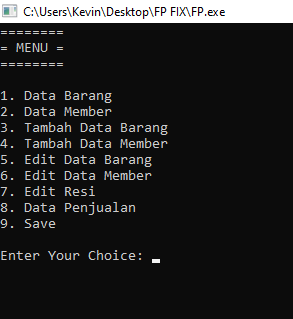 C:\Users\Kevin\Desktop\FP FIX\FP.exe
========
= MENU =
========
1. Data Barang
2. Data Member
3. Tambah Data Barang
4. Tambah Data Member
5. Edit Data Barang
6. Edit Data Member
7. Edit Resi
8. Data Penjualan
9. Save
Enter Your Choice: _